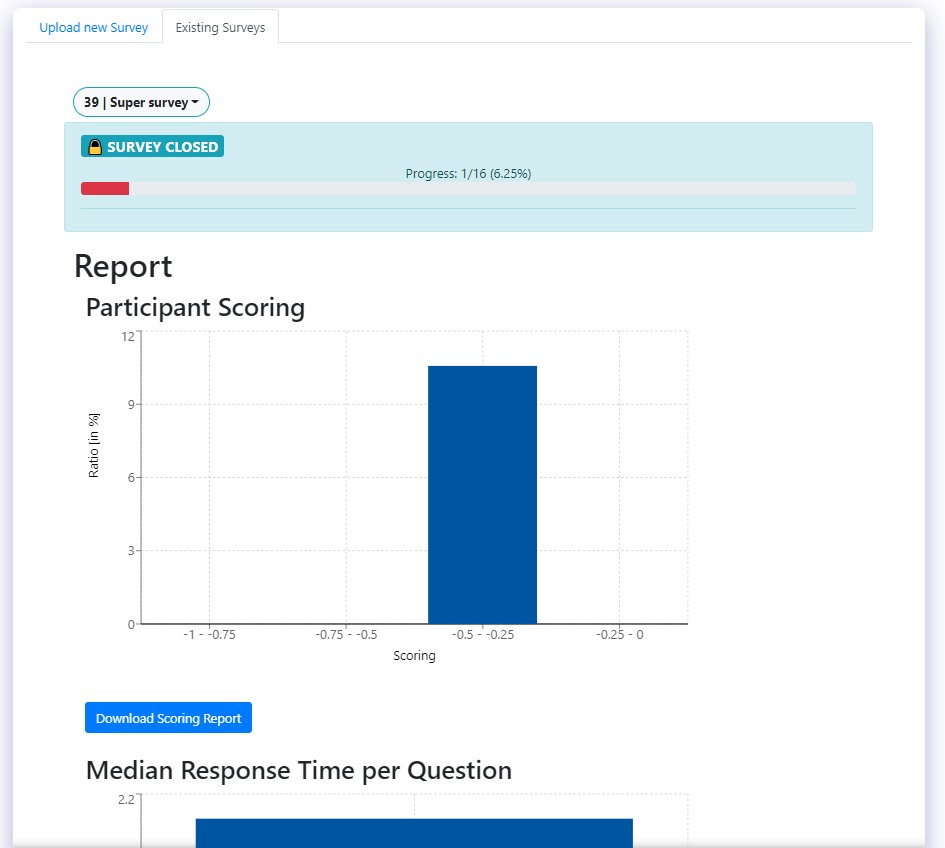 Upload new Survey
Existing Surveys
39 | Super survey
SURVEY CLOSED
Progress: 1/16 (6.25%)
Report
Participant Scoring
12
9
6
3
0
Ratio [in %]
-1 - -0.75
-0.75 - -0.5
-0.5 - -0.25
-0.25 - 0
Scoring
Download Scoring Report
Median Response Time per Question
2.2